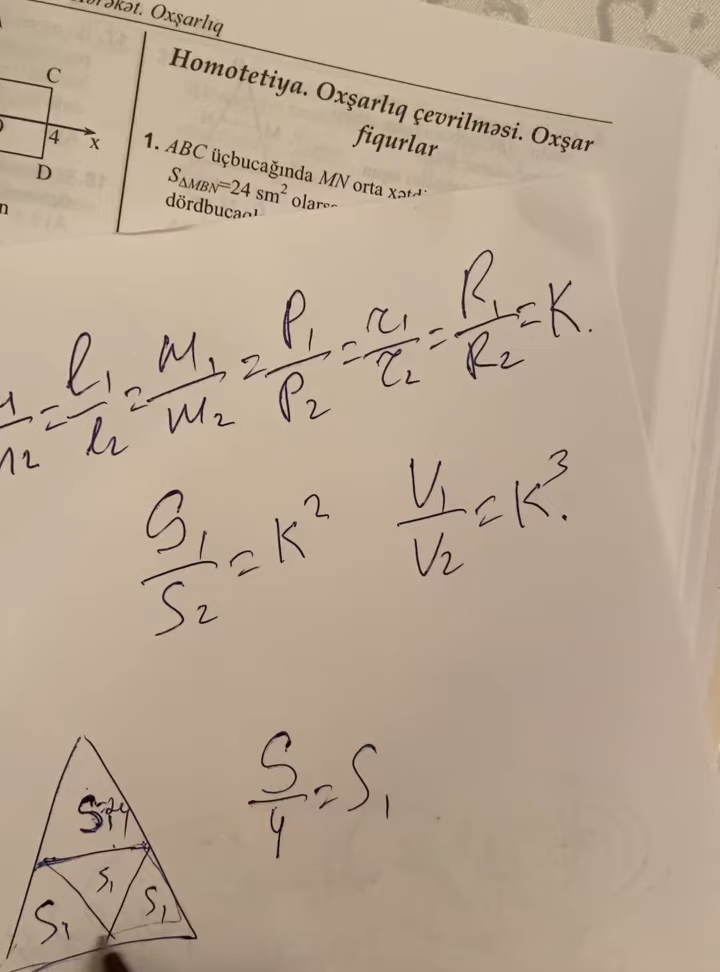 Oxşarlıq
C
4
x
D
n
Homotetiya. Oxşarlıq çevrilməsi. Oxşar
fiqurlar
1. ABC üçbucağında MN orta
S△MBN=24 sm²
l₁/l₂ = m₁/m₂ = P₁/P₂ = r₁/r₂ = R₁/R₂ = K.
S₁/S₂ = K²
V₁/V₂ = K³.
S/4 = S₁
S₁
S₁
S₁